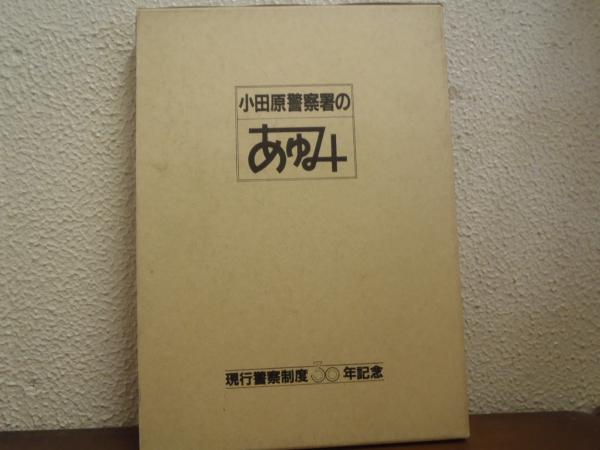 小田原警察署の
あゆみ
現行警察制度30年記念